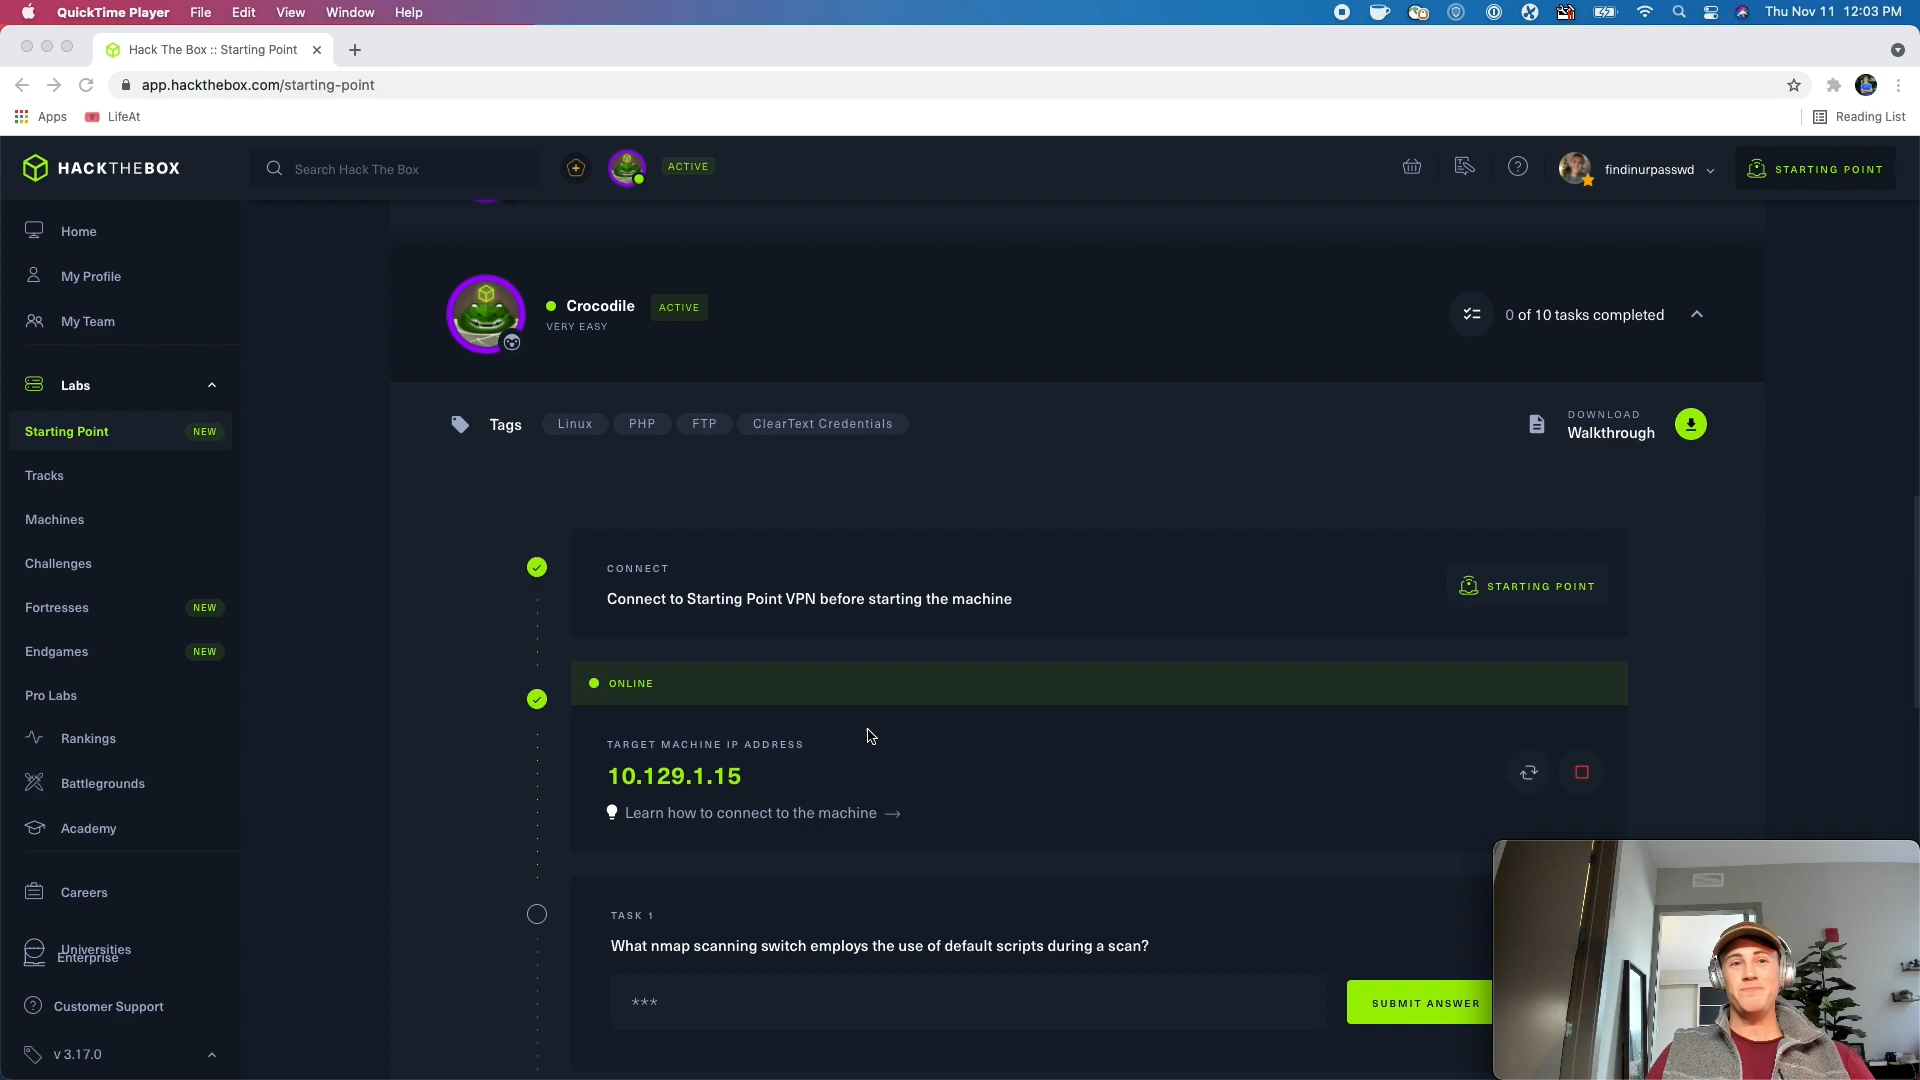 QuickTime Player File Edit View Window Help Thu Nov 11 12:03 PM
Hack The Box :: Starting Point
app.hackthebox.com/starting-point
Apps LifeAt Reading List
HACKTHEBOX Search Hack The Box ACTIVE findinurpasswd STARTING POINT
Home
My Profile
My Team
Labs
Starting Point NEW
Tracks
Machines
Challenges
Fortresses NEW
Endgames NEW
Pro Labs
Rankings
Battlegrounds
Academy
Careers
Universities
Enterprise
Customer Support
v 3.17.0
Crocodile ACTIVE
VERY EASY
0 of 10 tasks completed
Tags Linux PHP FTP ClearText Credentials
DOWNLOAD
Walkthrough
CONNECT
Connect to Starting Point VPN before starting the machine
STARTING POINT
ONLINE
TARGET MACHINE IP ADDRESS
10.129.1.15
Learn how to connect to the machine →
TASK 1
What nmap scanning switch employs the use of default scripts during a scan?
***
SUBMIT ANSWER